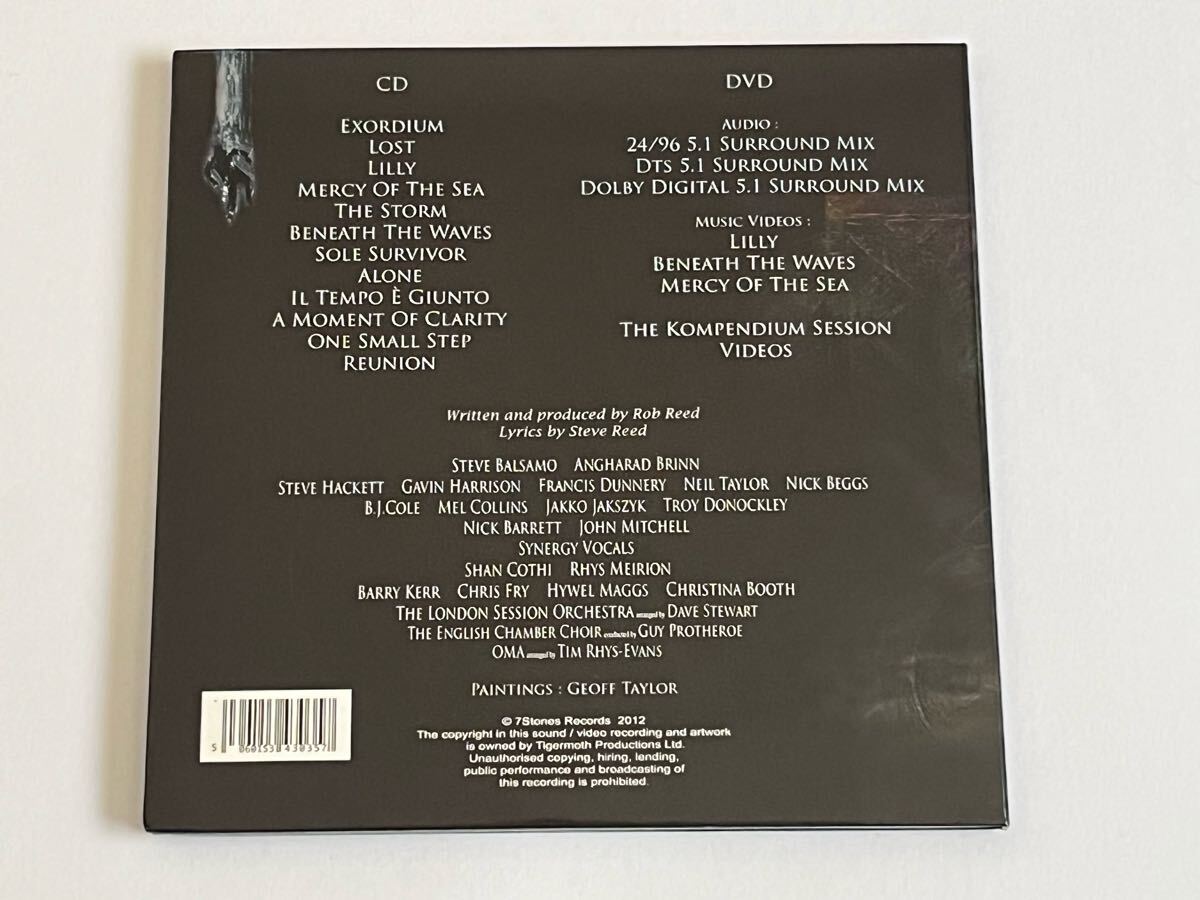 CD
EXORDIUM
LOST
LILLY
MERCY OF THE SEA
THE STORM
BENEATH THE WAVES
SOLE SURVIVOR
ALONE
IL TEMPO È GIUNTO
A MOMENT OF CLARITY
ONE SMALL STEP
REUNION
DVD
AUDIO :
24/96 5.1 SURROUND MIX
DTS 5.1 SURROUND MIX
DOLBY DIGITAL 5.1 SURROUND MIX
MUSIC VIDEOS :
LILLY
BENEATH THE WAVES
MERCY OF THE SEA
THE KOMPENDIUM SESSION
VIDEOS
Written and produced by Rob Reed
Lyrics by Steve Reed
STEVE BALSAMO ANGHARAD BRINN
STEVE HACKETT GAVIN HARRISON FRANCIS DUNNERY NEIL TAYLOR NICK BEGGS
B.J.COLE MEL COLLINS JAKKO JAKSZYK TROY DONOCKLEY
NICK BARRETT JOHN MITCHELL
SYNERGY VOCALS
SHAN COTHI RHYS MEIRION
BARRY KERR CHRIS FRY HYWEL MAGGS CHRISTINA BOOTH
THE LONDON SESSION ORCHESTRA arranged by DAVE STEWART
THE ENGLISH CHAMBER CHOIR conducted by GUY PROTHEROE
OMA arranged by TIM RHYS-EVANS
PAINTINGS : GEOFF TAYLOR
© 7Stones Records 2012
The copyright in this sound / video recording and artwork
is owned by Tigermoth Productions Ltd.
Unauthorised copying, hiring, lending,
public performance and broadcasting of
this recording is prohibited.
5 060153 430357